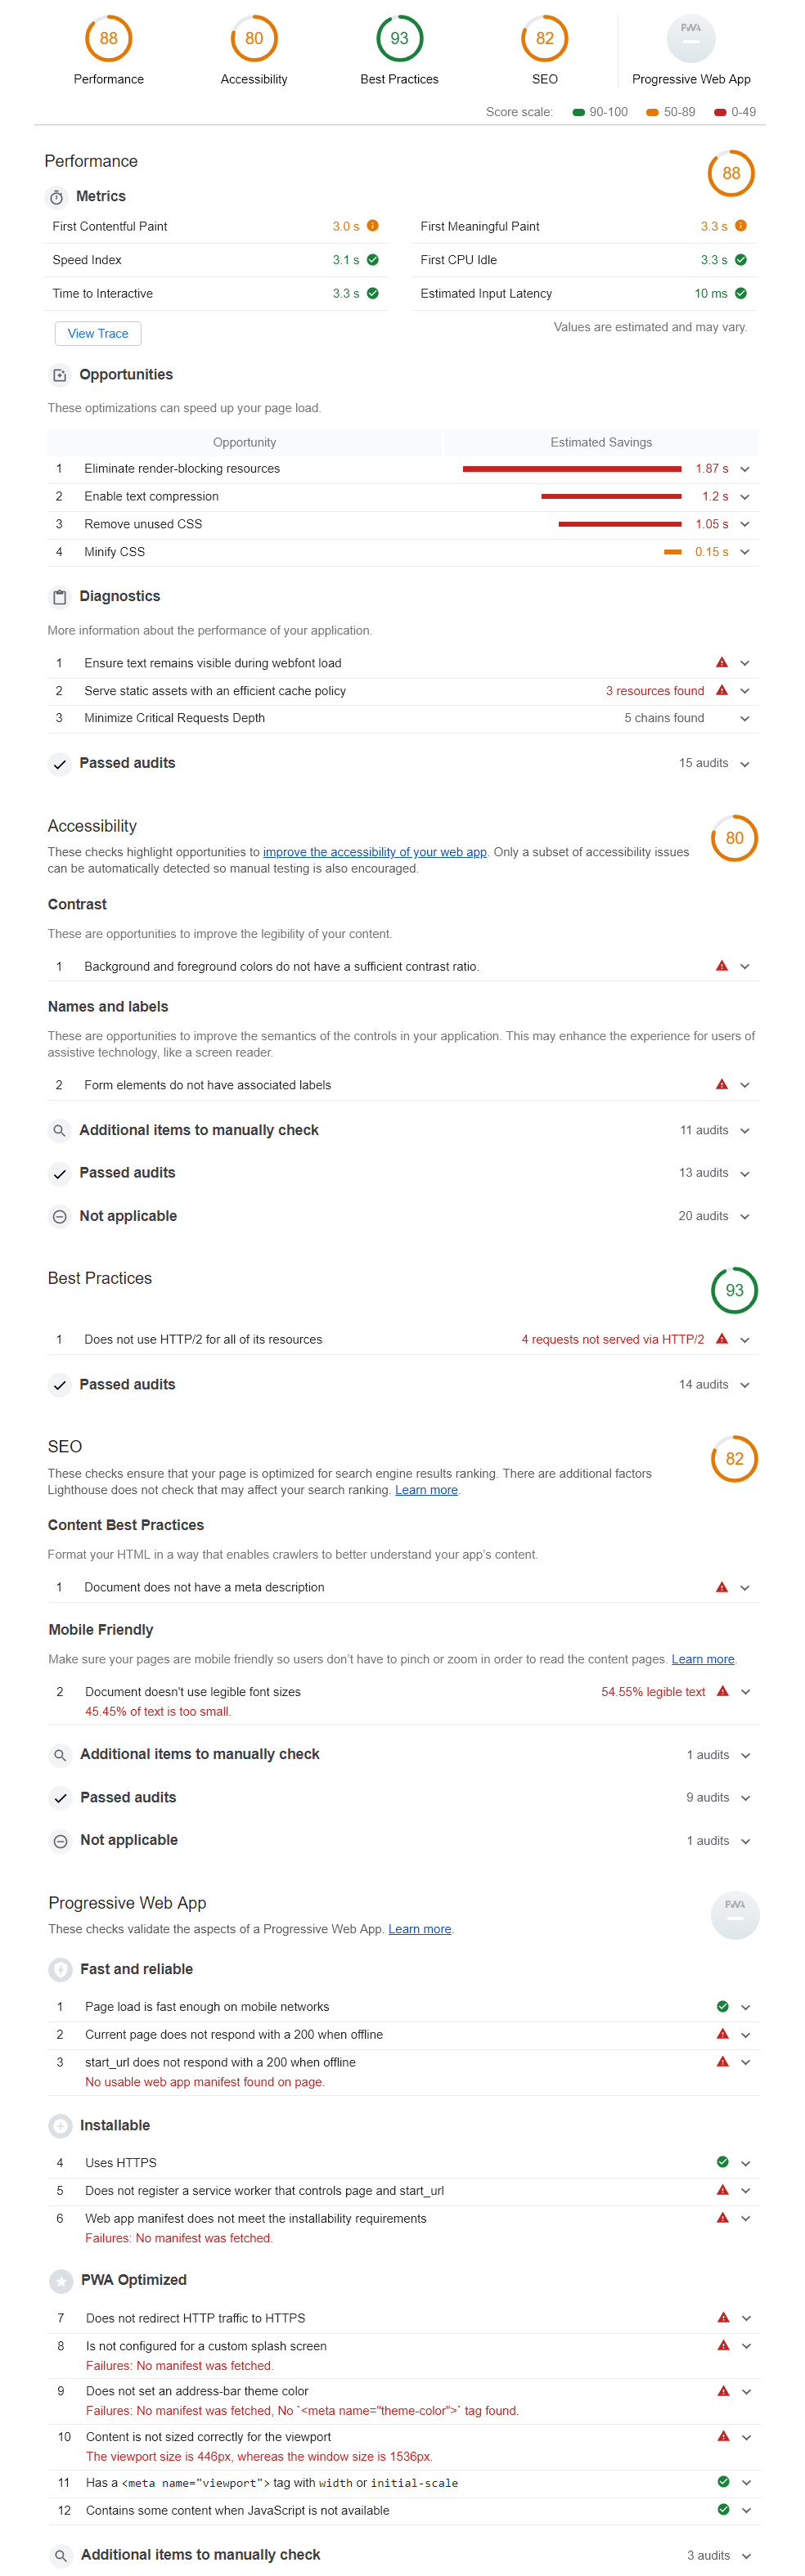 88
Performance
80
Accessibility
93
Best Practices
82
SEO
PWA
Progressive Web App
Score scale: 90-100 50-89 0-49
Performance
88
Metrics
First Contentful Paint 3.0 s
First Meaningful Paint 3.3 s
Speed Index 3.1 s
First CPU Idle 3.3 s
Time to Interactive 3.3 s
Estimated Input Latency 10 ms
View Trace
Values are estimated and may vary.
Opportunities
These optimizations can speed up your page load.
Opportunity Estimated Savings
1 Eliminate render-blocking resources 1.87 s
2 Enable text compression 1.2 s
3 Remove unused CSS 1.05 s
4 Minify CSS 0.15 s
Diagnostics
More information about the performance of your application.
1 Ensure text remains visible during webfont load
2 Serve static assets with an efficient cache policy 3 resources found
3 Minimize Critical Requests Depth 5 chains found
Passed audits 15 audits
Accessibility
80
These checks highlight opportunities to improve the accessibility of your web app. Only a subset of accessibility issues
can be automatically detected so manual testing is also encouraged.
Contrast
These are opportunities to improve the legibility of your content.
1 Background and foreground colors do not have a sufficient contrast ratio.
Names and labels
These are opportunities to improve the semantics of the controls in your application. This may enhance the experience for users of
assistive technology, like a screen reader.
2 Form elements do not have associated labels
Additional items to manually check 11 audits
Passed audits 13 audits
Not applicable 20 audits
Best Practices
93
1 Does not use HTTP/2 for all of its resources 4 requests not served via HTTP/2
Passed audits 14 audits
SEO
82
These checks ensure that your page is optimized for search engine results ranking. There are additional factors
Lighthouse does not check that may affect your search ranking. Learn more.
Content Best Practices
Format your HTML in a way that enables crawlers to better understand your app's content.
1 Document does not have a meta description
Mobile Friendly
Make sure your pages are mobile friendly so users don't have to pinch or zoom in order to read the content pages. Learn more.
2 Document doesn't use legible font sizes 54.55% legible text
45.45% of text is too small.
Additional items to manually check 1 audits
Passed audits 9 audits
Not applicable 1 audits
Progressive Web App
PWA
These checks validate the aspects of a Progressive Web App. Learn more.
Fast and reliable
1 Page load is fast enough on mobile networks
2 Current page does not respond with a 200 when offline
3 start_url does not respond with a 200 when offline
No usable web app manifest found on page.
Installable
4 Uses HTTPS
5 Does not register a service worker that controls page and start_url
6 Web app manifest does not meet the installability requirements
Failures: No manifest was fetched.
PWA Optimized
7 Does not redirect HTTP traffic to HTTPS
8 Is not configured for a custom splash screen
Failures: No manifest was fetched.
9 Does not set an address-bar theme color
Failures: No manifest was fetched, No `<meta name="theme-color">` tag found.
10 Content is not sized correctly for the viewport
The viewport size is 446px, whereas the window size is 1536px.
11 Has a <meta name="viewport"> tag with width or initial-scale
12 Contains some content when JavaScript is not available
Additional items to manually check 3 audits